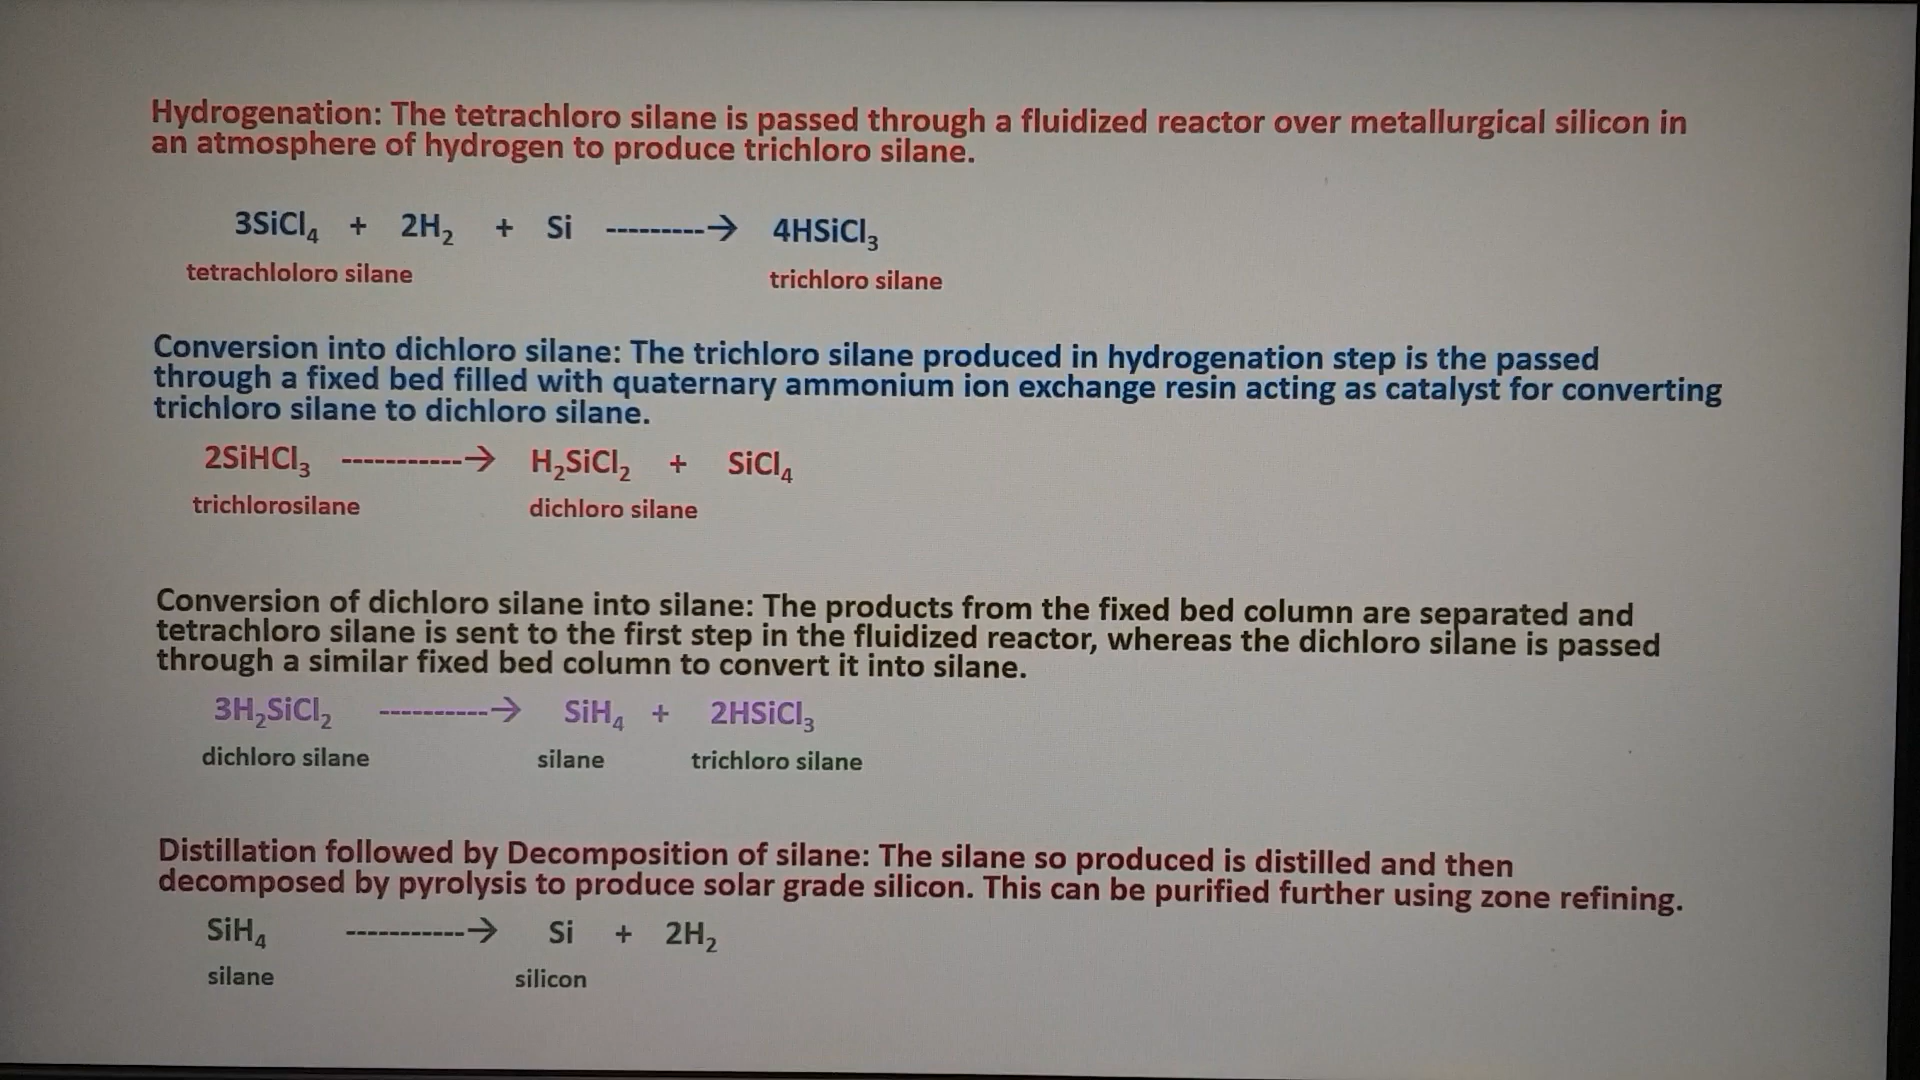 Hydrogenation: The tetrachloro silane is passed through a fluidized reactor over metallurgical silicon in
an atmosphere of hydrogen to produce trichloro silane.
3SiCl₄ + 2H₂ + Si ---------→ 4HSiCl₃
tetrachloloro silane trichloro silane
Conversion into dichloro silane: The trichloro silane produced in hydrogenation step is the passed
through a fixed bed filled with quaternary ammonium ion exchange resin acting as catalyst for converting
trichloro silane to dichloro silane.
2SiHCl₃ -----------→ H₂SiCl₂ + SiCl₄
trichlorosilane dichloro silane
Conversion of dichloro silane into silane: The products from the fixed bed column are separated and
tetrachloro silane is sent to the first step in the fluidized reactor, whereas the dichloro silane is passed
through a similar fixed bed column to convert it into silane.
3H₂SiCl₂ ----------→ SiH₄ + 2HSiCl₃
dichloro silane silane trichloro silane
Distillation followed by Decomposition of silane: The silane so produced is distilled and then
decomposed by pyrolysis to produce solar grade silicon. This can be purified further using zone refining.
SiH₄ -----------→ Si + 2H₂
silane silicon